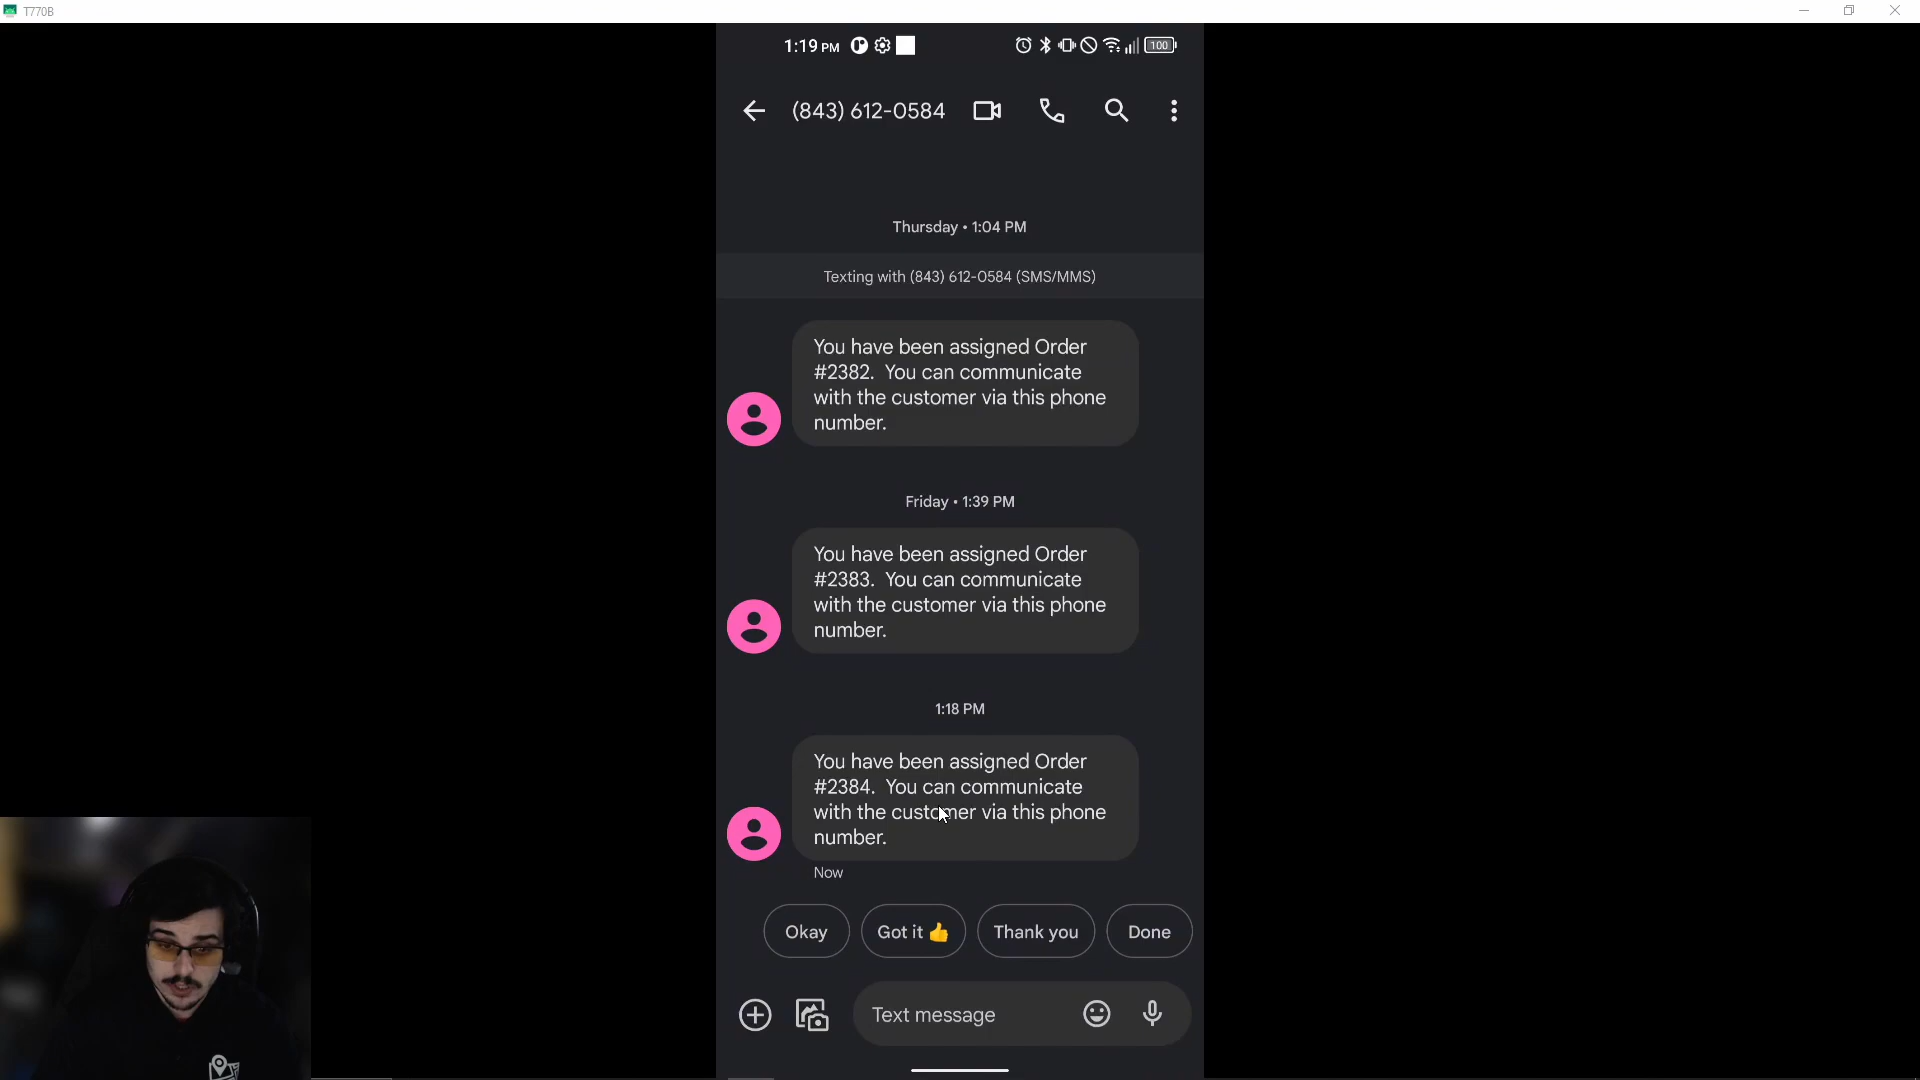 T770B
1:19 PM
100
(843) 612-0584
Thursday • 1:04 PM
Texting with (843) 612-0584 (SMS/MMS)
You have been assigned Order
#2382.  You can communicate
with the customer via this phone
number.
Friday • 1:39 PM
You have been assigned Order
#2383.  You can communicate
with the customer via this phone
number.
1:18 PM
You have been assigned Order
#2384.  You can communicate
with the customer via this phone
number.
Now
Okay
Got it 👍
Thank you
Done
Text message